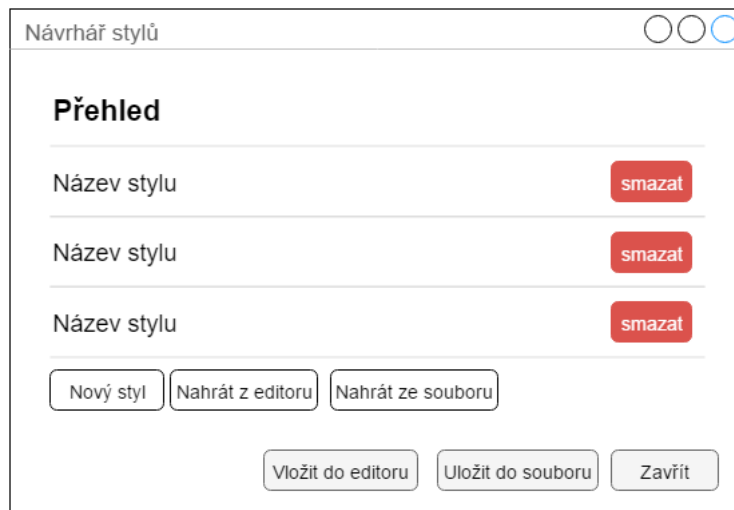 Návrhář stylů
Přehled
Název stylu smazat
Název stylu smazat
Název stylu smazat
Nový styl Nahrát z editoru Nahrát ze souboru
Vložit do editoru Uložit do souboru Zavřít